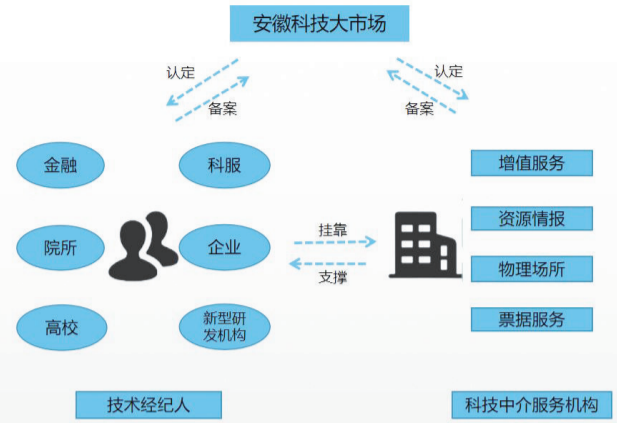 安徽科技大市场
认定
备案
认定
备案
金融
科服
增值服务
资源情报
院所
企业
挂靠
支撑
物理场所
高校
新型研
发机构
票据服务
技术经纪人
科技中介服务机构